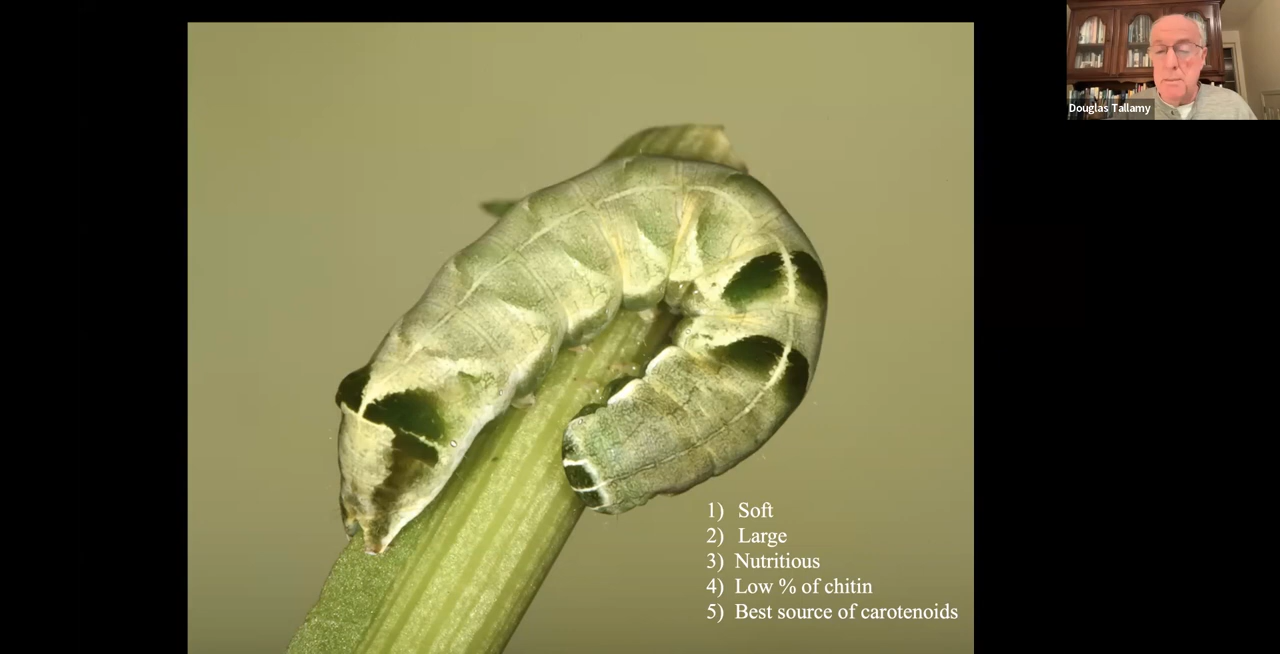 Douglas Tallamy
1) Soft
2) Large
3) Nutritious
4) Low % of chitin
5) Best source of carotenoids